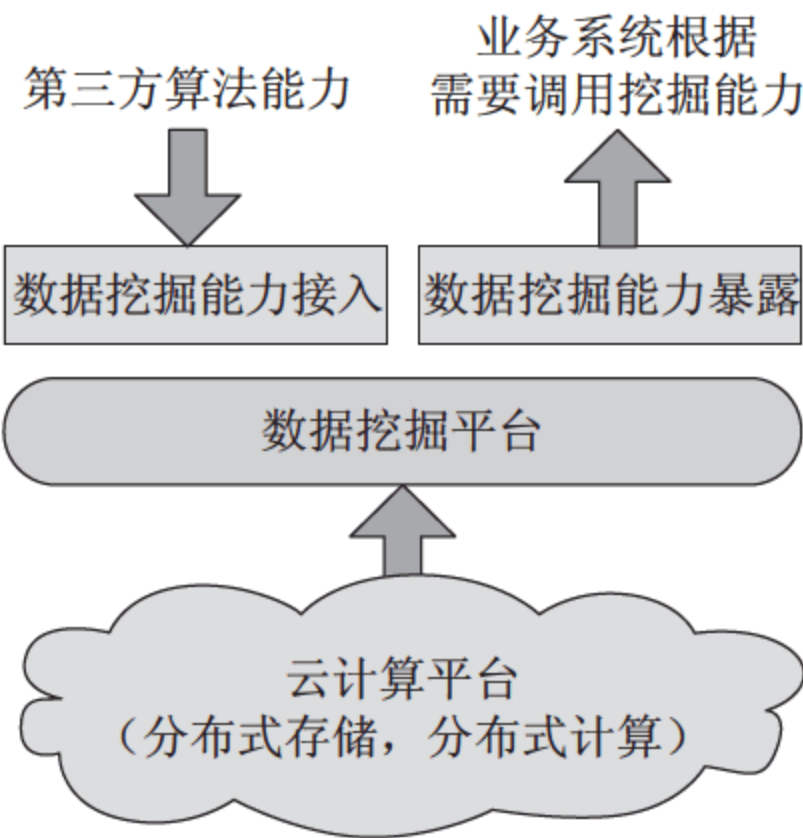 第三方算法能力
业务系统根据
需要调用挖掘能力
数据挖掘能力接入
数据挖掘能力暴露
数据挖掘平台
云计算平台
（分布式存储，分布式计算）